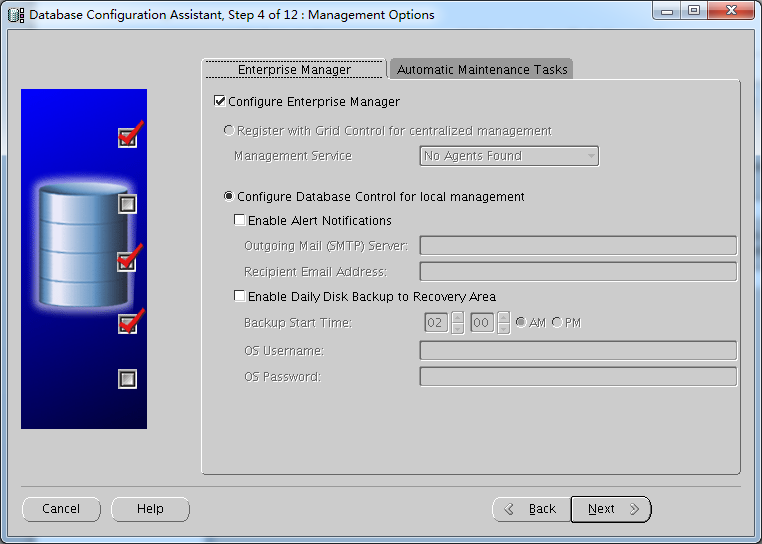 Database Configuration Assistant, Step 4 of 12 : Management Options
Enterprise Manager
Automatic Maintenance Tasks
Configure Enterprise Manager
Register with Grid Control for centralized management
Management Service
No Agents Found
Configure Database Control for local management
Enable Alert Notifications
Outgoing Mail (SMTP) Server:
Recipient Email Address:
Enable Daily Disk Backup to Recovery Area
Backup Start Time: 02 00 AM PM
OS Username:
OS Password:
Cancel
Help
Back
Next